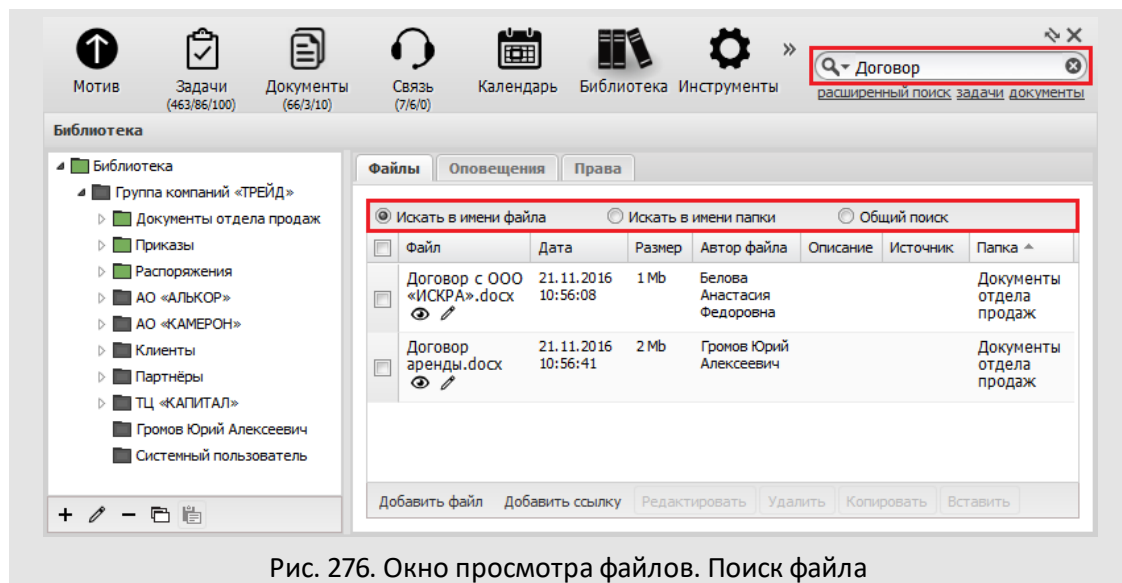 Мотив
Задачи
(463/86/100)
Документы
(66/3/10)
Связь
(7/6/0)
Календарь
Библиотека
Инструменты
»
Договор
расширенный поиск задачи документы
Библиотека
Библиотека
Группа компаний «ТРЕЙД»
Документы отдела продаж
Приказы
Распоряжения
АО «АЛЬКОР»
АО «КАМЕРОН»
Клиенты
Партнёры
ТЦ «КАПИТАЛ»
Громов Юрий Алексеевич
Системный пользователь
Файлы Оповещения Права
Искать в имени файла Искать в имени папки Общий поиск
Файл Дата Размер Автор файла Описание Источник Папка
Договор с ООО 21.11.2016 1 Mb Белова Документы
«ИСКРА».docx 10:56:08 Анастасия отдела
Федоровна продаж
Договор 21.11.2016 2 Mb Громов Юрий Документы
аренды.docx 10:56:41 Алексеевич отдела
продаж
Добавить файл Добавить ссылку Редактировать Удалить Копировать Вставить
Рис. 276. Окно просмотра файлов. Поиск файла